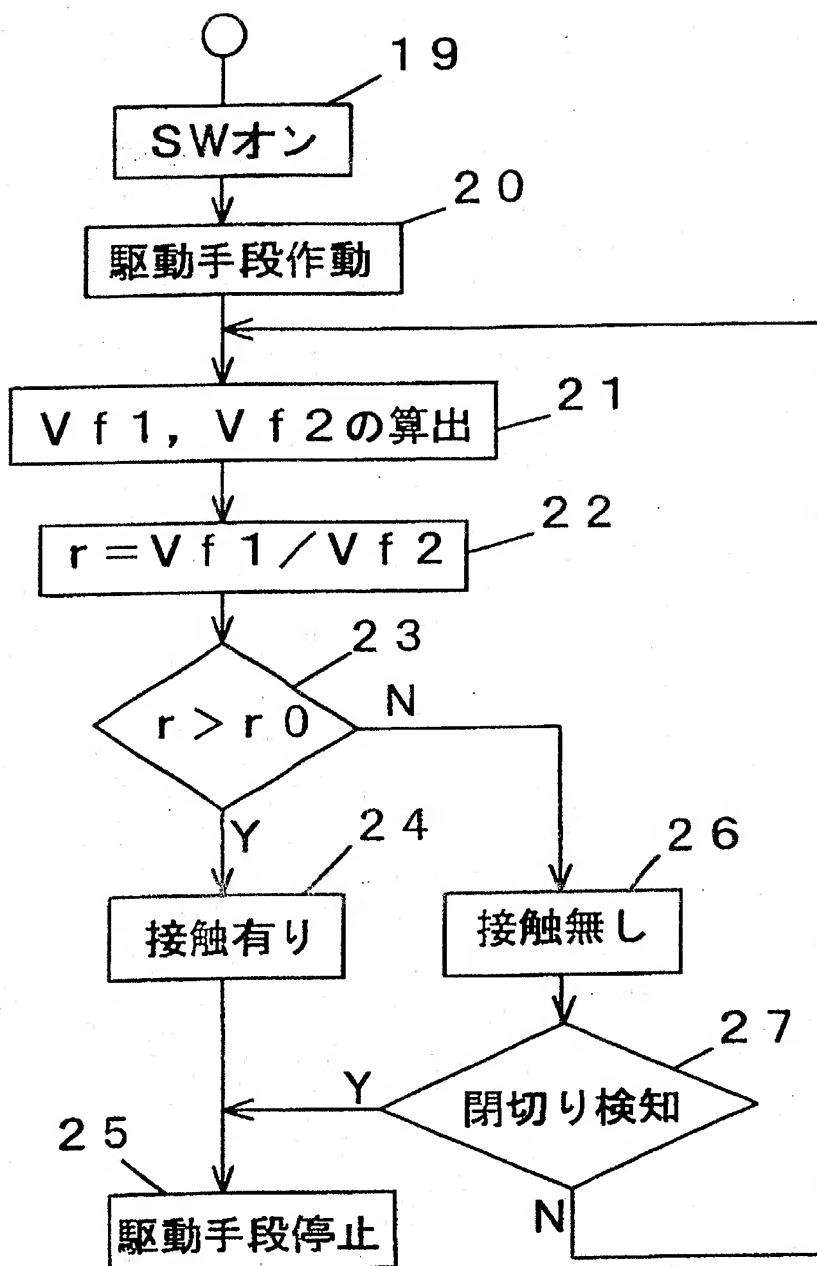 19
SWオン
20
駆動手段作動
21
Vf1，Vf2の算出
22
r＝Vf1／Vf2
23
r＞r0
N
Y
24
接触有り
26
接触無し
27
閉切り検知
Y
N
25
駆動手段停止